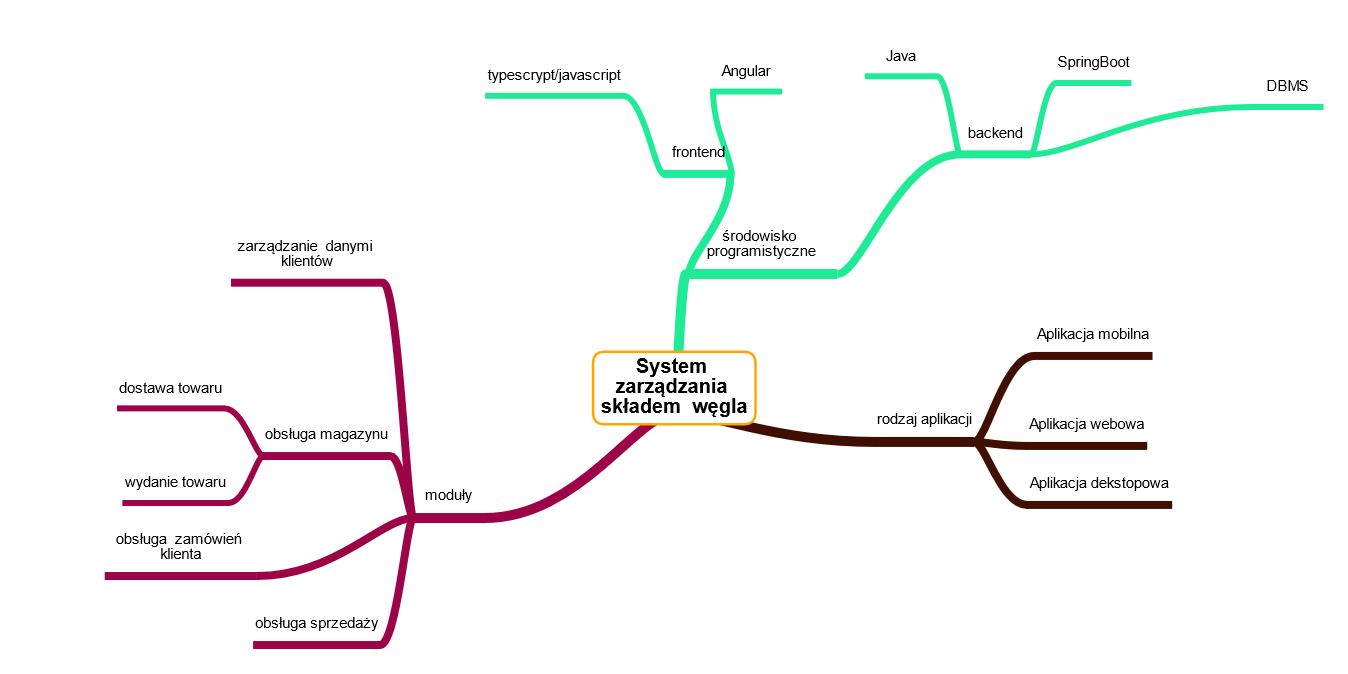 Java
SpringBoot
typescrypt/javascript
Angular
DBMS
backend
frontend
środowisko
programistyczne
zarządzanie danymi
klientów
Aplikacja mobilna
System
zarządzania
składem węgla
dostawa towaru
rodzaj aplikacji
Aplikacja webowa
obsługa magazynu
wydanie towaru
Aplikacja dekstopowa
moduły
obsługa zamówień
klienta
obsługa sprzedaży